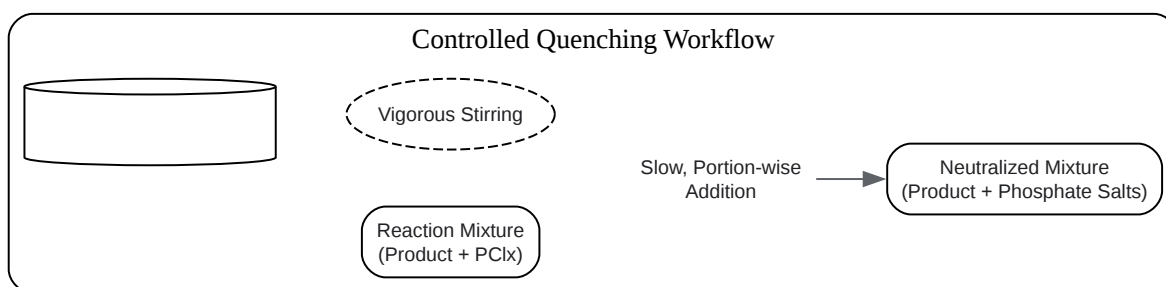 Controlled Quenching Workflow
Vigorous Stirring
Slow, Portion-wise
Addition
Neutralized Mixture
(Product + Phosphate Salts)
Reaction Mixture
(Product + PClx)